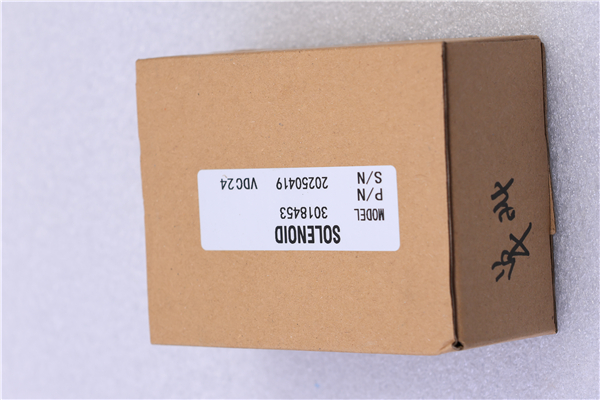 SOLENOID
MODEL 3018453
P/N
S/N 20250419 VDC24